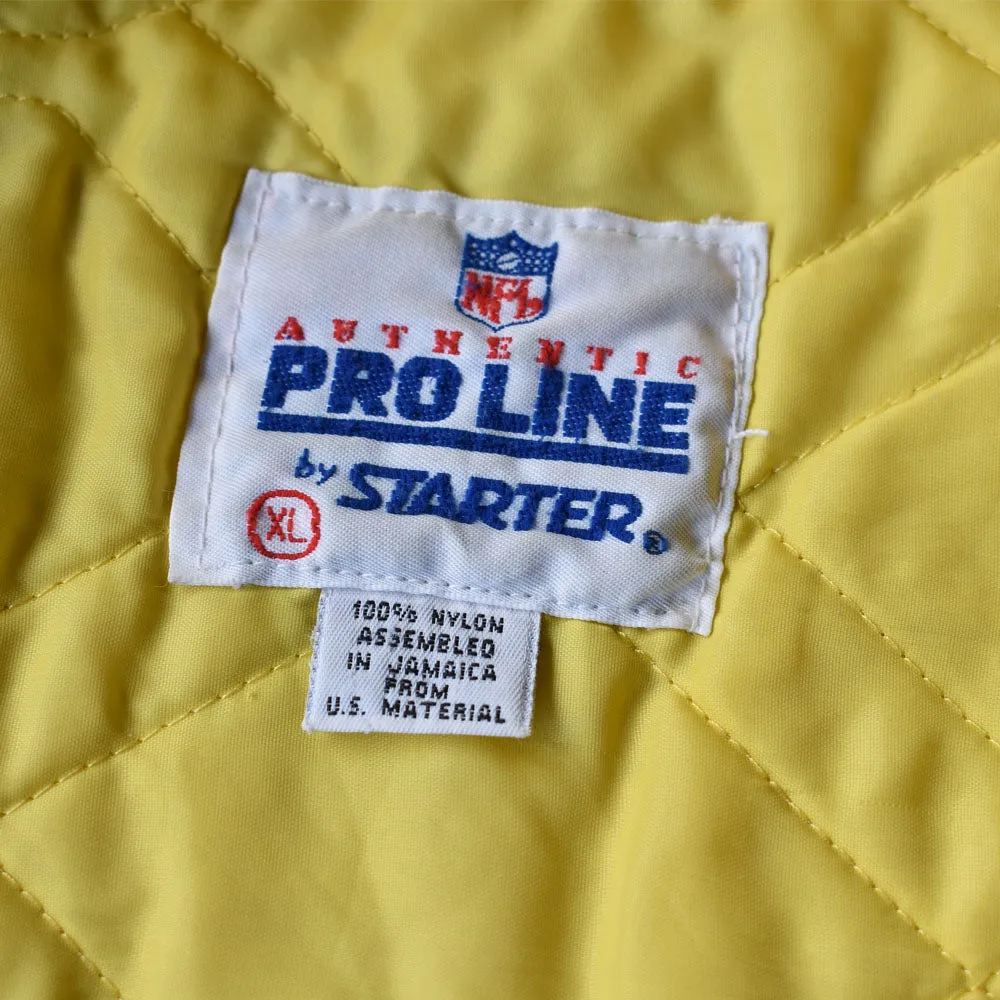 NFL
AUTHENTIC
PRO LINE
by STARTER®
XL
100% NYLON
ASSEMBLED
IN JAMAICA
FROM
U.S. MATERIAL